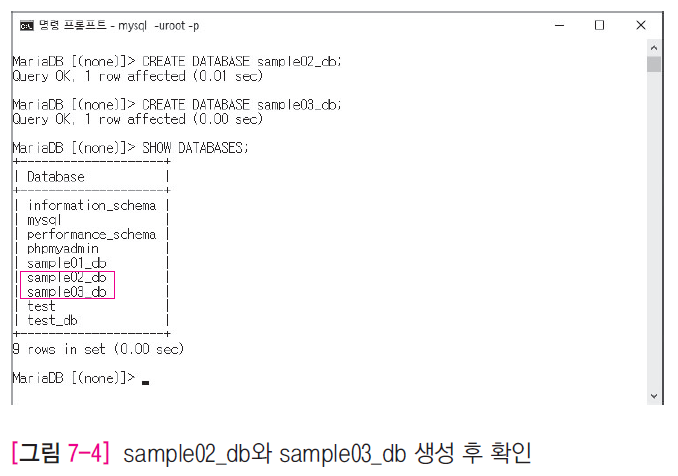 명령 프롬프트 - mysql -uroot -p
MariaDB [(none)]> CREATE DATABASE sample02_db;
Query OK, 1 row affected (0.01 sec)
MariaDB [(none)]> CREATE DATABASE sample03_db;
Query OK, 1 row affected (0.00 sec)
MariaDB [(none)]> SHOW DATABASES;
+--------------------+
| Database           |
+--------------------+
| information_schema |
| mysql              |
| performance_schema |
| phpmyadmin         |
| sample01_db        |
| sample02_db        |
| sample03_db        |
| test               |
| test_db            |
+--------------------+
9 rows in set (0.00 sec)
MariaDB [(none)]> _
[그림 7-4] sample02_db와 sample03_db 생성 후 확인